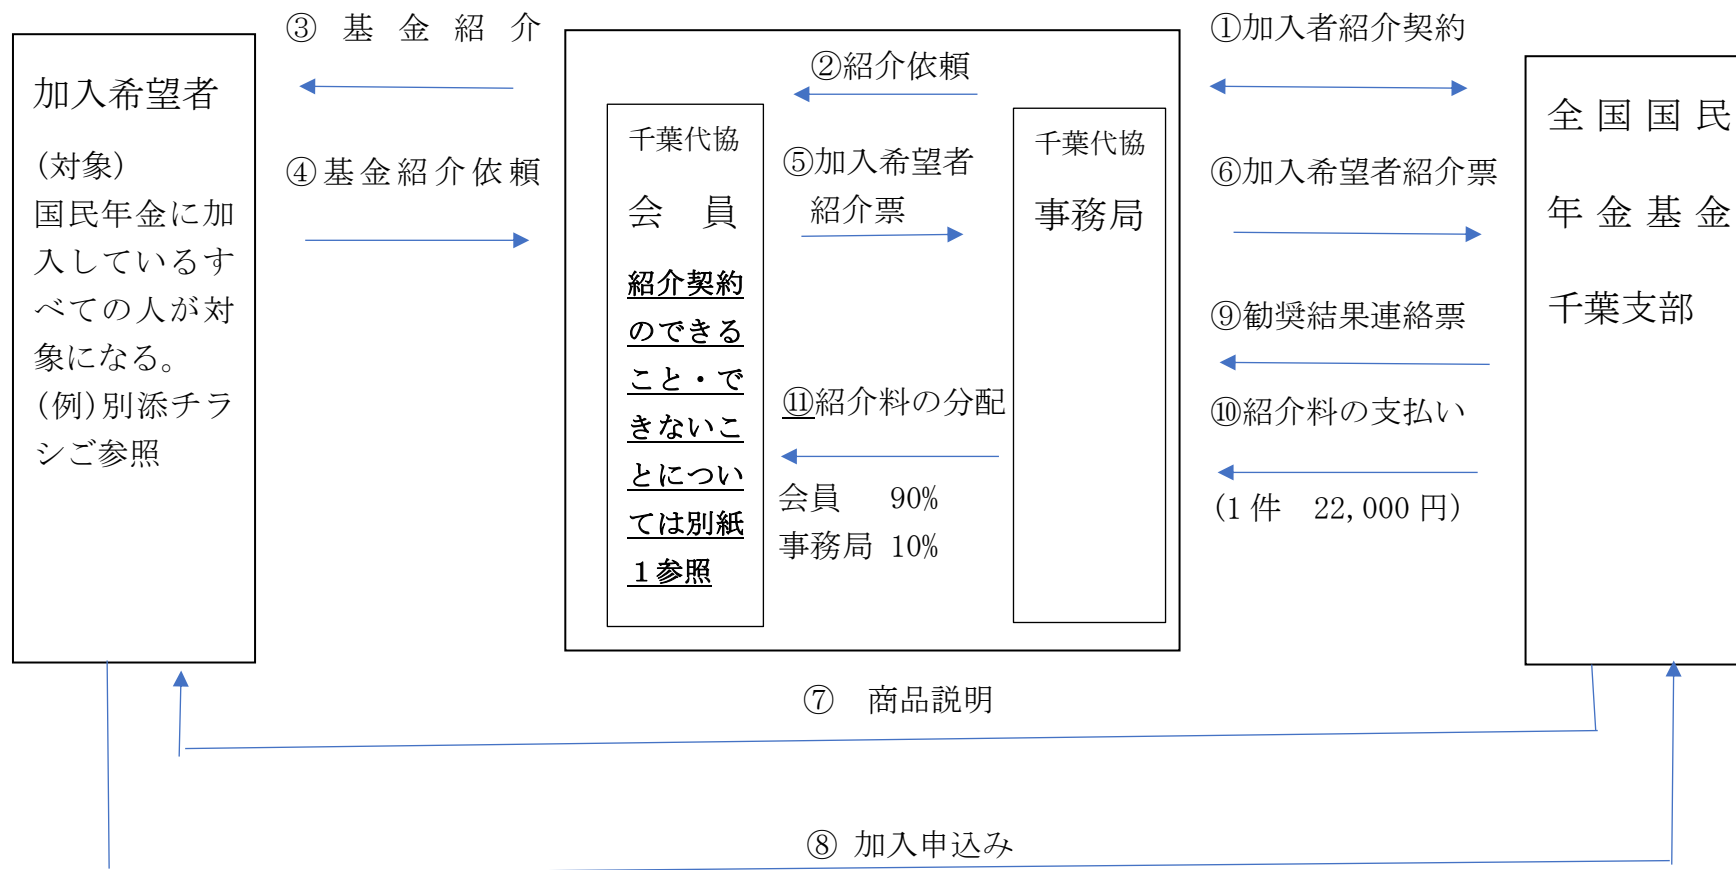 加入希望者
(対象)
国民年金に加
入しているす
べての人が対
象になる。
(例)別添チラ
シご参照
③ 基 金 紹 介
④基金紹介依頼
②紹介依頼
千葉代協
会 員
紹介契約
のできる
こと・で
きないこ
とについ
ては別紙
１参照
⑤加入希望者
紹介票
⑪紹介料の分配
会員 90%
事務局 10%
千葉代協
事務局
①加入者紹介契約
⑥加入希望者紹介票
⑨勧奨結果連絡票
⑩紹介料の支払い
(1件 22,000円)
全国国民
年金基金
千葉支部
⑦ 商品説明
⑧ 加入申込み